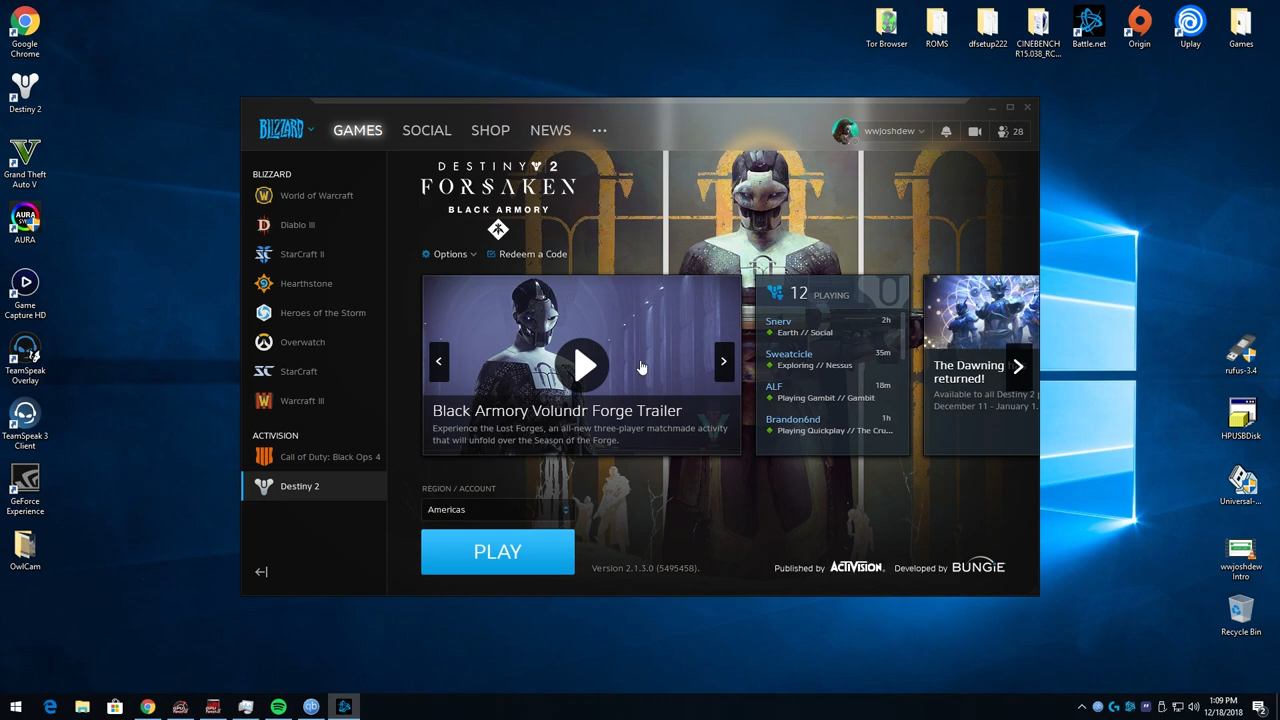 Google
Chrome
Destiny 2
Grand Theft
Auto V
AURA
AURA
Game
Capture HD
TeamSpeak
Overlay
TeamSpeak 3
Client
GeForce
Experience
OwlCam
Tor Browser
ROMS
dfsetup222
CINEBENCH
R15.038_RC...
Battle.net
Origin
Uplay
Games
BLIZZARD
GAMES
SOCIAL
SHOP
NEWS
wwjoshdew
28
BLIZZARD
World of Warcraft
Diablo III
StarCraft II
Hearthstone
Heroes of the Storm
Overwatch
StarCraft
Warcraft III
ACTIVISION
Call of Duty: Black Ops 4
Destiny 2
DESTINY 2
FORSAKEN
BLACK ARMORY
Options
Redeem a Code
Black Armory Volundr Forge Trailer
Experience the Lost Forges, an all-new three-player matchmade activity
that will unfold over the Season of the Forge.
12 PLAYING
Snerv 2h
Earth // Social
Sweatcicle 35m
Exploring // Nessus
ALF 18m
Playing Gambit // Gambit
Brandon6nd 1h
Playing Quickplay // The Cru...
The Dawning
returned!
Available to all Destiny 2
December 11 - January 1.
REGION / ACCOUNT
Americas
PLAY
Version 2.1.3.0 (5495458).
Published by ACTIVISION. Developed by BUNGIE
rufus-3.4
HPUSBDisk
Universal-...
wwjoshdew
Intro
Recycle Bin
1:09 PM
12/18/2018
2